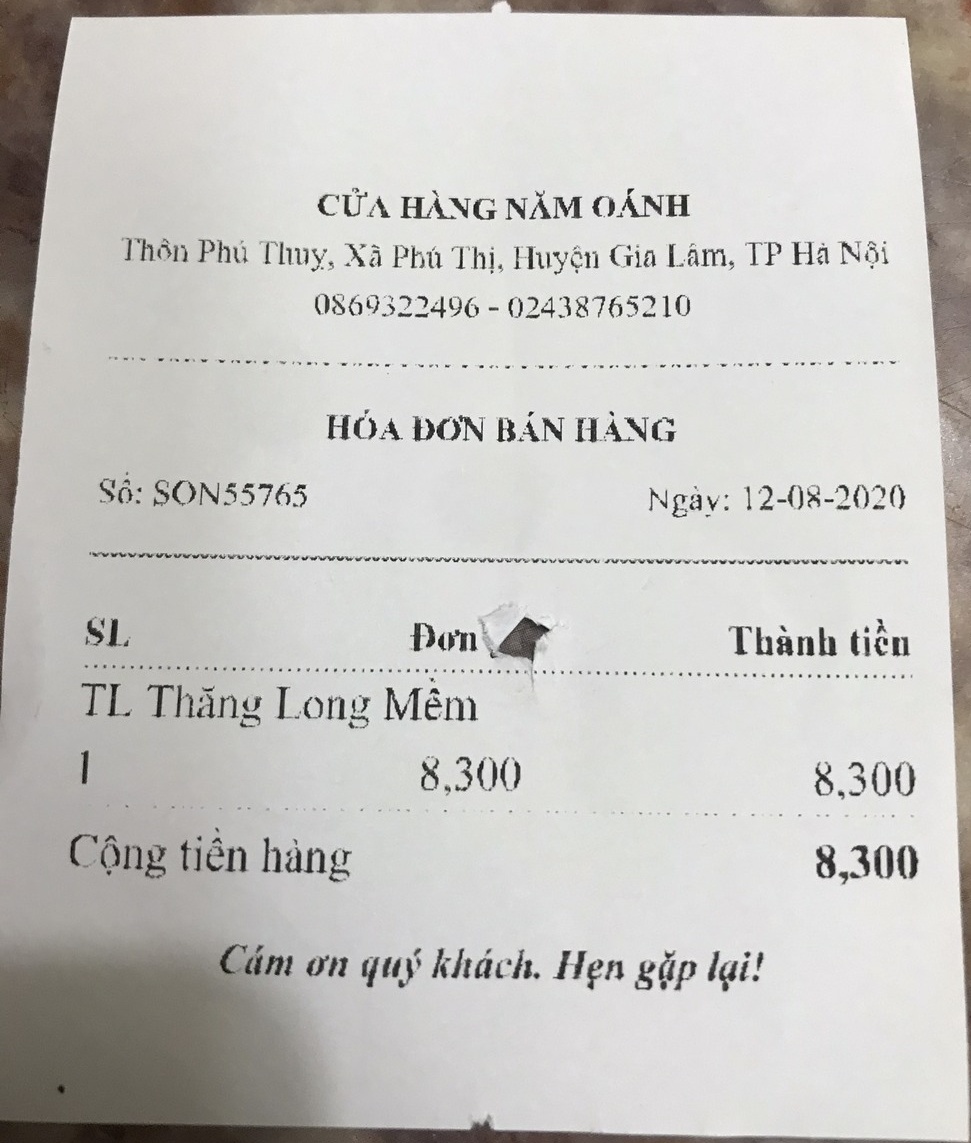 CỬA HÀNG NĂM OÁNH
Thôn Phú Thuỵ, Xã Phú Thị, Huyện Gia Lâm, TP Hà Nội
0869322496 - 02438765210
HÓA ĐƠN BÁN HÀNG
Số: SON55765 Ngày: 12-08-2020
SL Đơn Thành tiền
TL Thăng Long Mềm
1 8,300 8,300
Cộng tiền hàng 8,300
Cám ơn quý khách. Hẹn gặp lại!